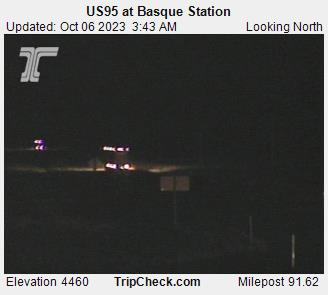 US95 at Basque Station
Updated: Oct 06 2023 3:43 AM Looking North
Elevation 4460 TripCheck.com Milepost 91.62